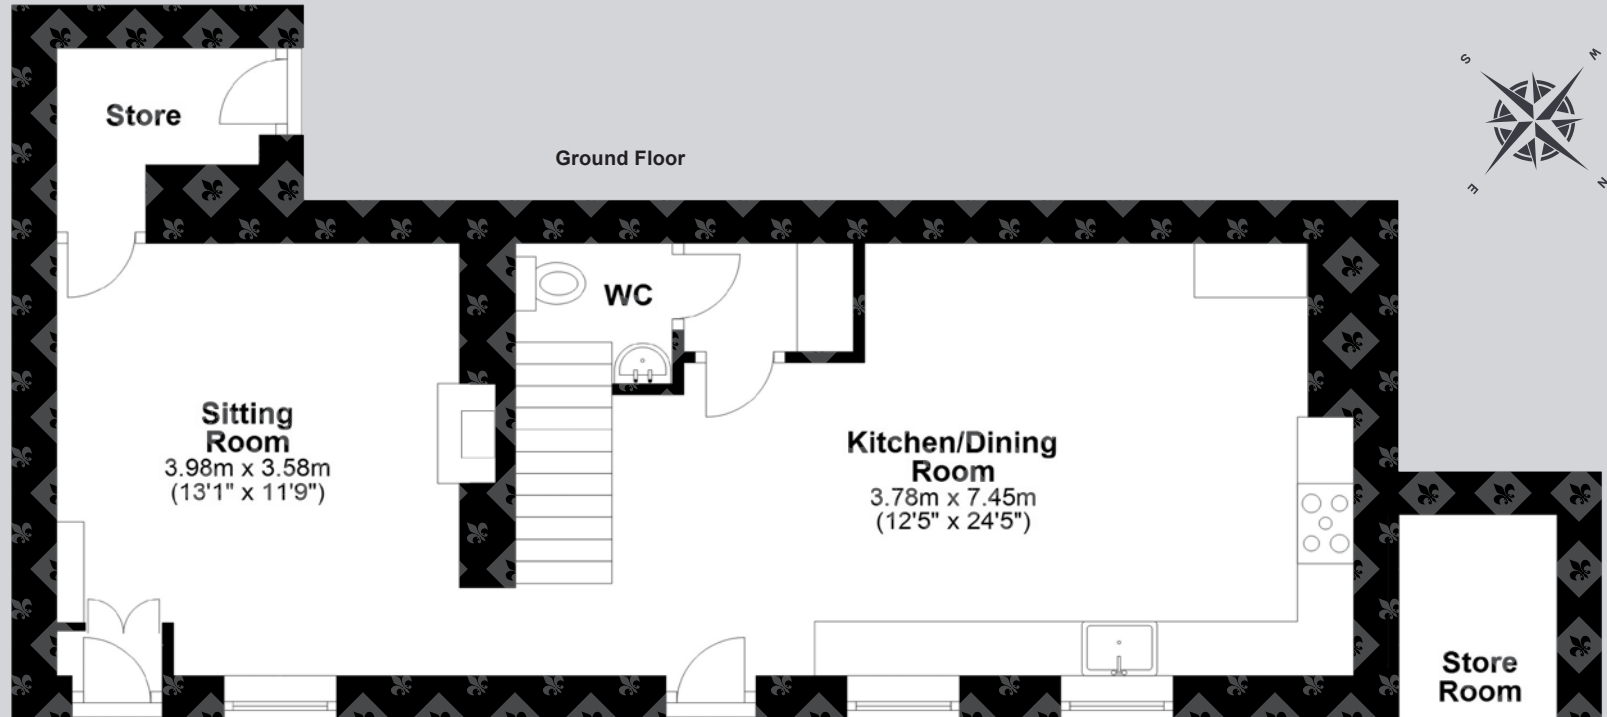 Store
Ground Floor
S
W
E
N
WC
Sitting
Room
3.98m x 3.58m
(13'1" x 11'9")
Kitchen/Dining
Room
3.78m x 7.45m
(12'5" x 24'5")
Store
Room